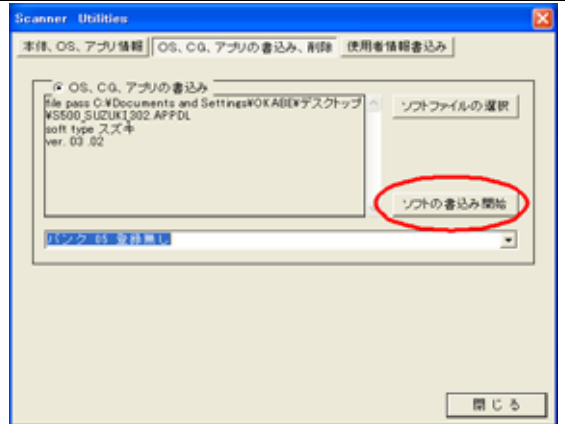 Scanner Utilities
本体、OS、アプリ情報
OS、CG、アプリの書込み、削除
使用者情報書込み
OS、CG、アプリの書込み
file pass C:¥Documents and Settings¥OKABE¥デスクトップ
¥S500_SUZUKI302.APPDL
soft type スズキ
ver. 03 .02
ソフトファイルの選択
ソフトの書込み開始
バンク 05 登録無し
閉じる